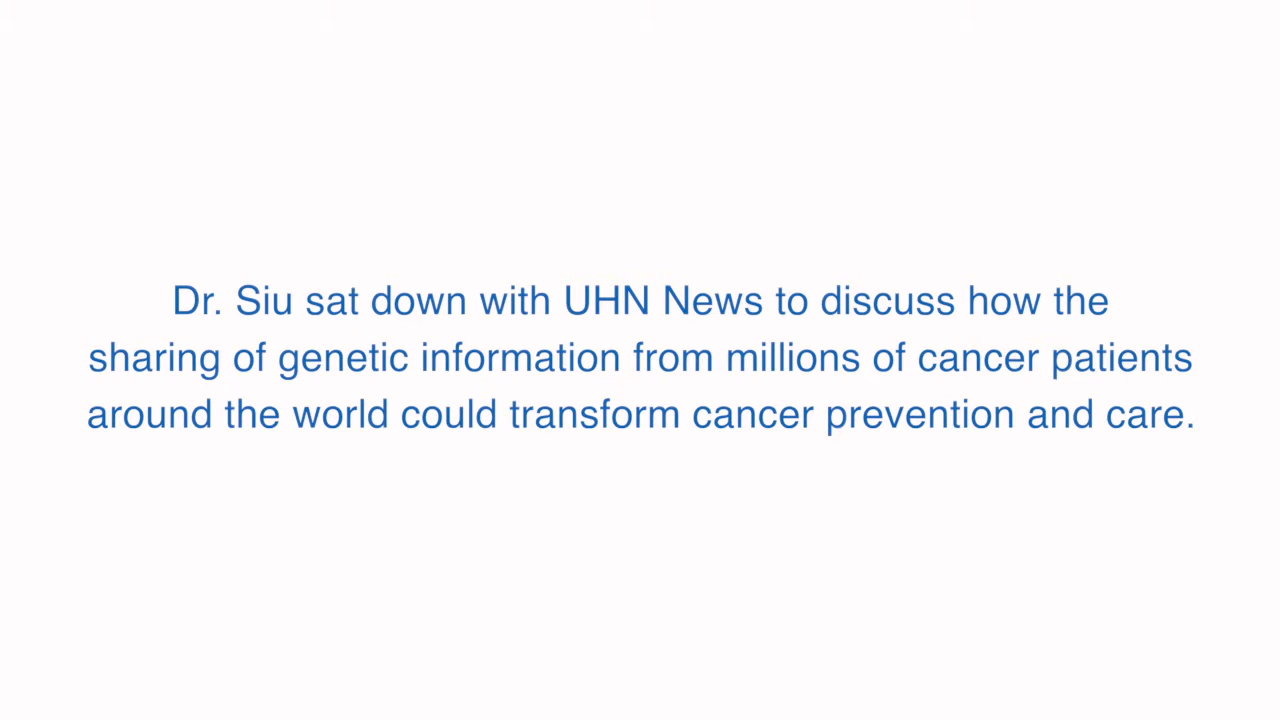 Dr. Siu sat down with UHN News to discuss how the
sharing of genetic information from millions of cancer patients
around the world could transform cancer prevention and care.